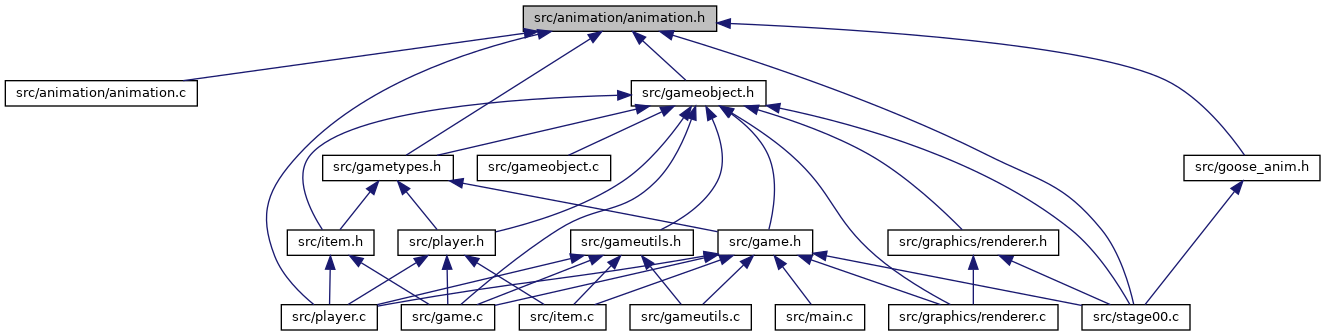 src/animation/animation.h
src/animation/animation.c
src/gameobject.h
src/gametypes.h
src/gameobject.c
src/goose_anim.h
src/item.h
src/player.h
src/gameutils.h
src/game.h
src/graphics/renderer.h
src/player.c
src/game.c
src/item.c
src/gameutils.c
src/main.c
src/graphics/renderer.c
src/stage00.c